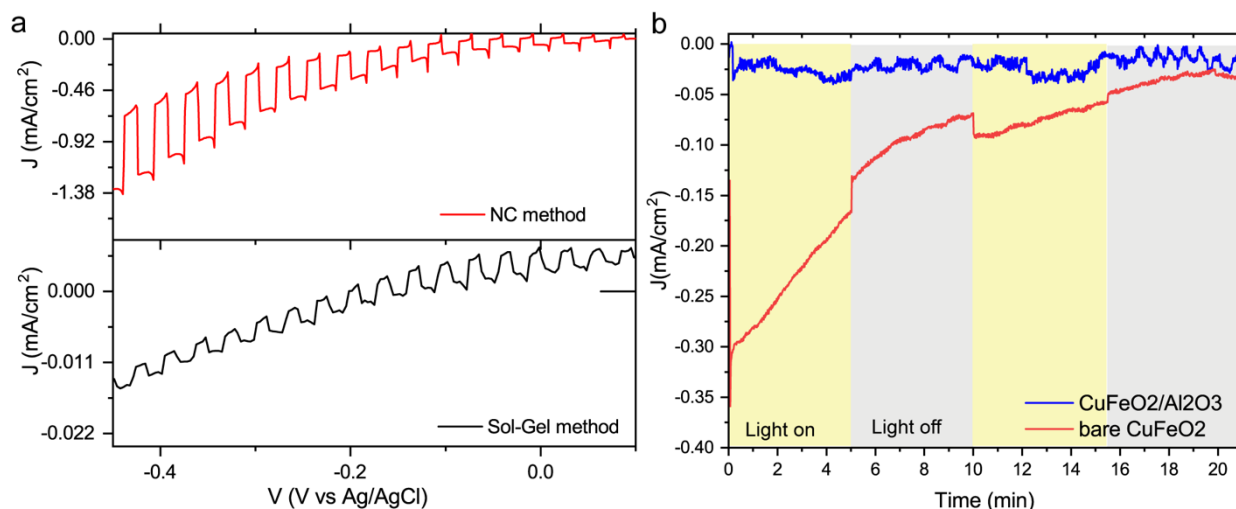 a
0.00
-0.46
-0.92
-1.38
J (mA/cm²)
NC method
0.000
-0.011
-0.022
J (mA/cm²)
Sol-Gel method
-0.4
-0.2
0.0
V (V vs Ag/AgCl)
b
0.00
-0.05
-0.10
-0.15
-0.20
-0.25
-0.30
-0.35
-0.40
J(mA/cm²)
CuFeO2/Al2O3
bare CuFeO2
Light on
Light off
0 2 4 6 8 10 12 14 16 18 20
Time (min)